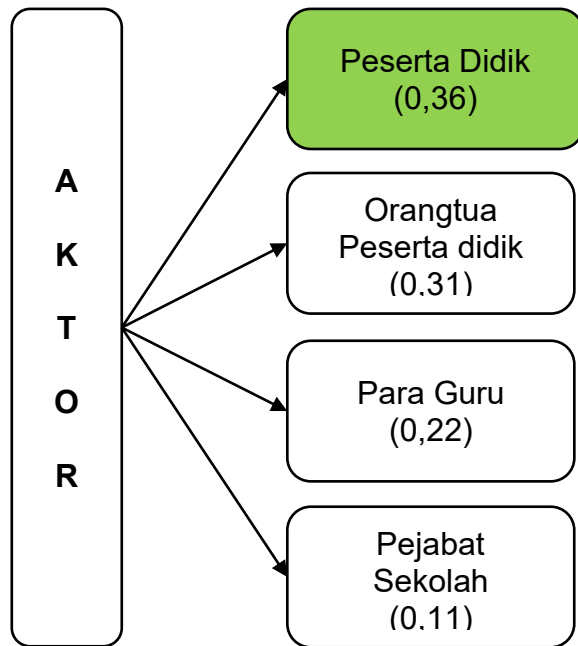 A
K
T
O
R
Peserta Didik
(0,36)
Orangtua
Peserta didik
(0,31)
Para Guru
(0,22)
Pejabat
Sekolah
(0,11)